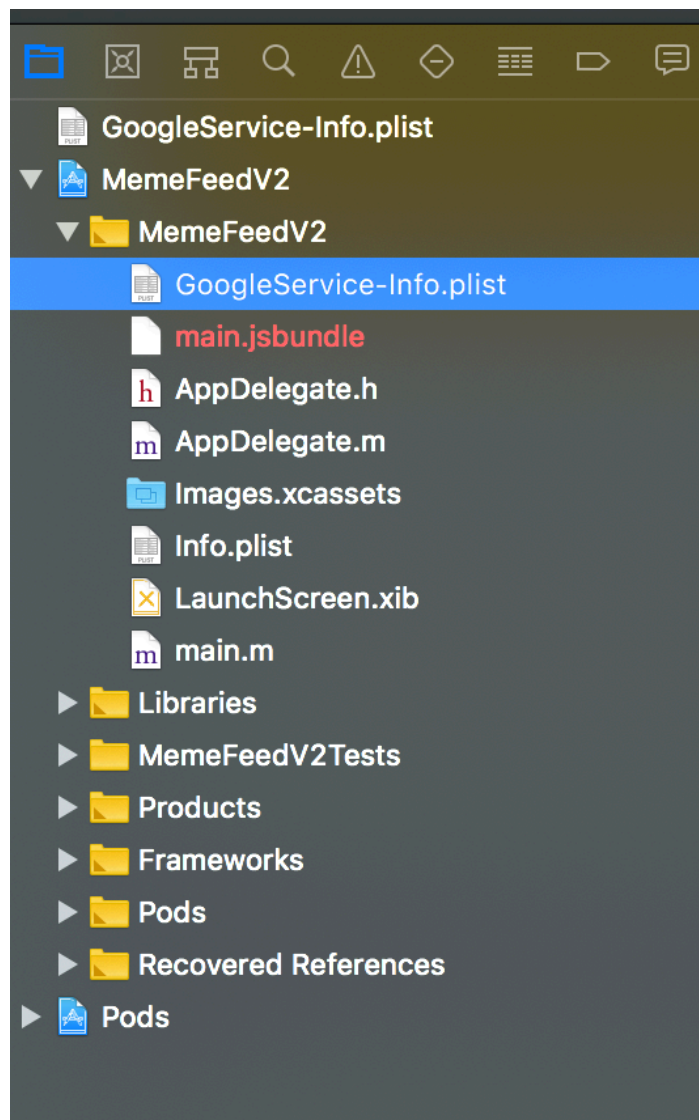 GoogleService-Info.plist
MemeFeedV2
MemeFeedV2
GoogleService-Info.plist
main.jsbundle
h AppDelegate.h
m AppDelegate.m
Images.xcassets
Info.plist
LaunchScreen.xib
m main.m
Libraries
MemeFeedV2Tests
Products
Frameworks
Pods
Recovered References
Pods